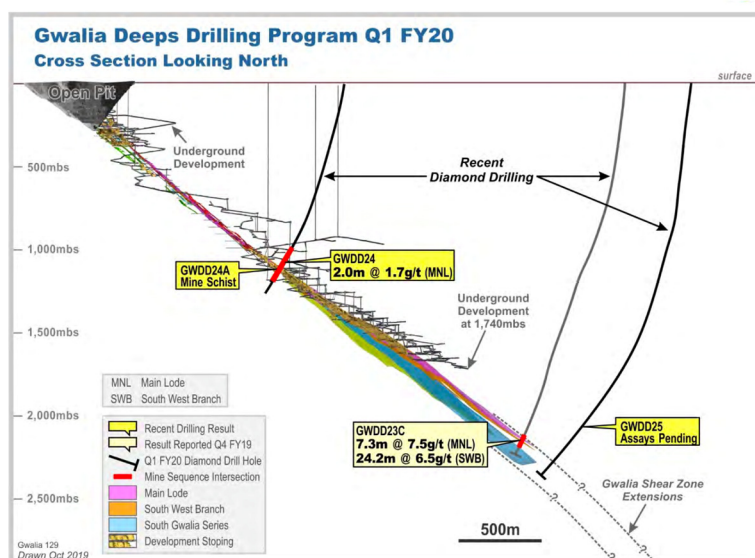 Gwalia Deeps Drilling Program Q1 FY20
Cross Section Looking North
surface
Open Pit
Underground
Development
Recent
Diamond Drilling
500mbs
1,000mbs
GWDD24A
Mine Schist
GWDD24
2.0m @ 1.7g/t (MNL)
Underground
Development
at 1,740mbs
1,500mbs
MNL Main Lode
SWB South West Branch
2,000mbs
GWDD23C
7.3m @ 7.5g/t (MNL)
24.2m @ 6.5g/t (SWB)
GWDD25
Assays Pending
Recent Drilling Result
Result Reported Q4 FY19
Q1 FY20 Diamond Drill Hole
Mine Sequence Intersection
Main Lode
South West Branch
South Gwalia Series
Development Stoping
2,500mbs
?
?
?
?
?
?
Gwalia Shear Zone
Extensions
500m
Gwalia 129
Drawn Oct 2019